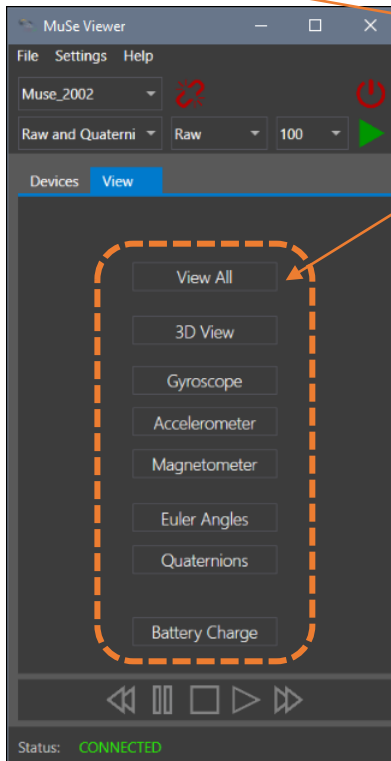 MuSe Viewer
File Settings Help
Muse_2002
Raw and Quaterni Raw 100
Devices View
View All
3D View
Gyroscope
Accelerometer
Magnetometer
Euler Angles
Quaternions
Battery Charge
Status: CONNECTED